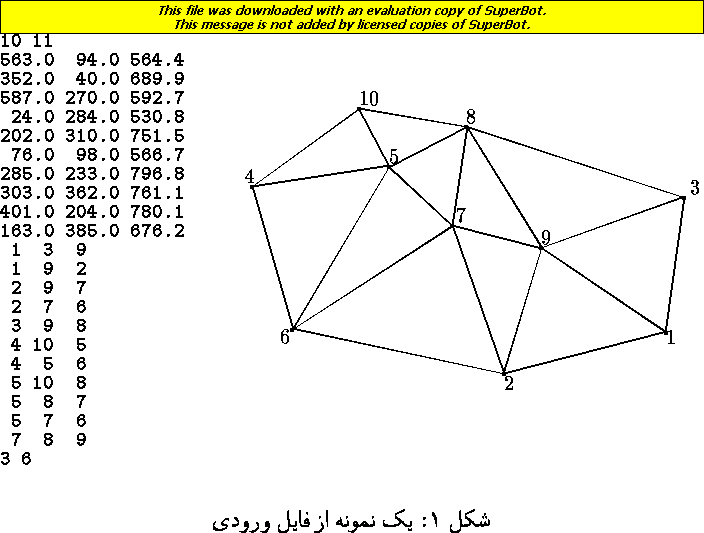 This file was downloaded with an evaluation copy of SuperBot.
This message is not added by licensed copies of SuperBot.
10 11
563.0 94.0 564.4
352.0 40.0 689.9
587.0 270.0 592.7
24.0 284.0 530.8
202.0 310.0 751.5
76.0 98.0 566.7
285.0 233.0 796.8
303.0 362.0 761.1
401.0 204.0 780.1
163.0 385.0 676.2
1 3 9
1 9 2
2 9 7
2 7 6
3 9 8
4 10 5
4 5 6
5 10 8
5 8 7
5 7 6
7 8 9
3 6
10
8
5
4
3
7
9
6
1
2
شکل ۱: یک نمونه از فایل ورودی